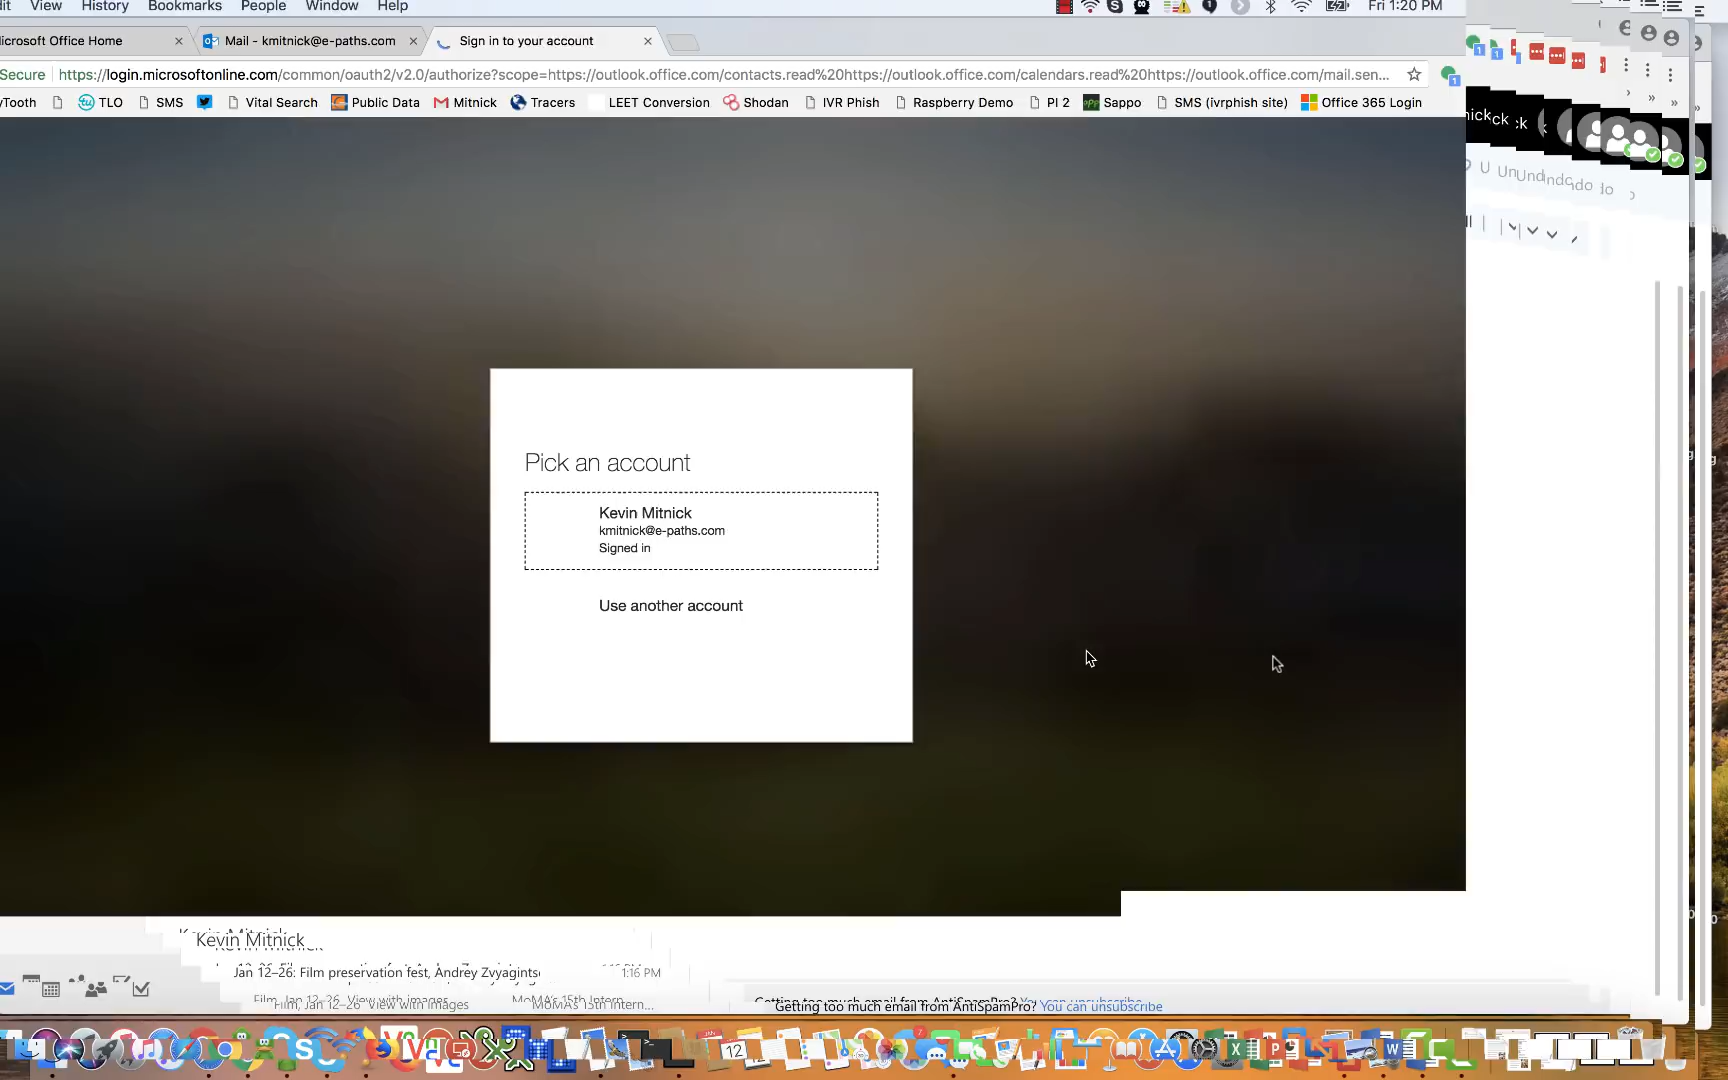 View History Bookmarks People Window Help Fri 1:20 PM
icrosoft Office Home Mail - kmitnick@e-paths.com Sign in to your account
Secure https://login.microsoftonline.com/common/oauth2/v2.0/authorize?scope=https://outlook.office.com/contacts.read%20https://outlook.office.com/calendars.read%20https://outlook.office.com/mail.sen...
yTooth TLO SMS Vital Search Public Data Mitnick Tracers LEET Conversion Shodan IVR Phish Raspberry Demo PI 2 Sappo SMS (ivrphish site) Office 365 Login
Pick an account
Kevin Mitnick
kmitnick@e-paths.com
Signed in
Use another account
Kevin Mitnick
Jan 12–26: Film preservation fest, Andrey Zvyagints 1:16 PM
Film, Jan 12–26 View with images MoMA's 15th Intern...
Getting too much email from AntiSpamPro? You can unsubscribe
12